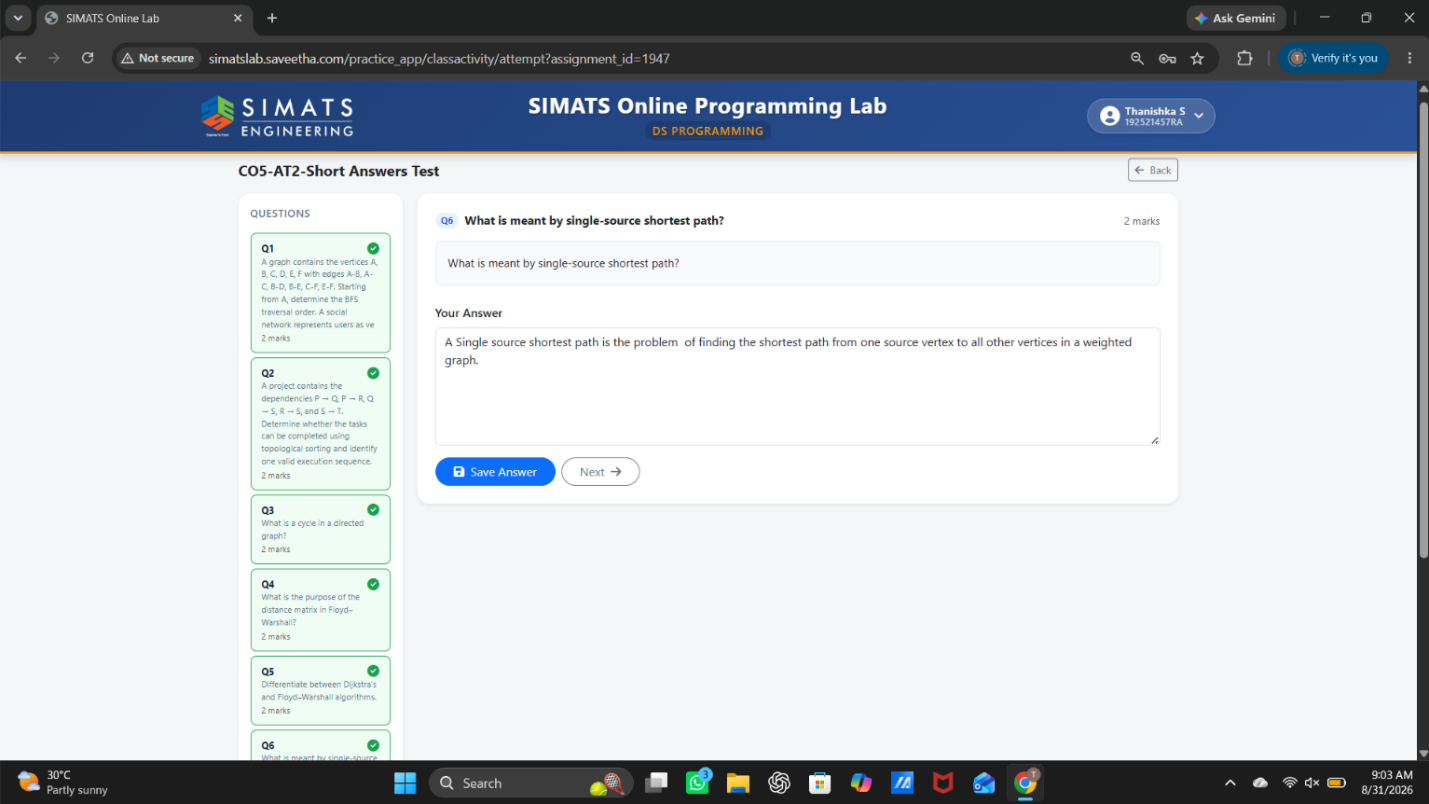 SIMATS Online Lab
Ask Gemini
Not secure
simatslab.saveetha.com/practice_app/classactivity/attempt?assignment_id=1947
Verify it's you
SIMATS
ENGINEERING
SIMATS Online Programming Lab
DS PROGRAMMING
Thanishka S
192521457RA
CO5-AT2-Short Answers Test
Back
QUESTIONS
Q1
A graph contains the vertices A,
B, C, D, E, F with edges A-B, A-
C, B-D, B-E, C-F, E-F. Starting
from A, determine the BFS
traversal order. A social
network represents users as ve
2 marks
Q2
A project contains the
dependencies P → Q, P → R, Q
→ S, R → S, and S → T.
Determine whether the tasks
can be completed using
topological sorting and identify
one valid execution sequence.
2 marks
Q3
What is a cycle in a directed
graph?
2 marks
Q4
What is the purpose of the
distance matrix in Floyd–
Warshall?
2 marks
Q5
Differentiate between Dijkstra's
and Floyd–Warshall algorithms.
2 marks
Q6
What is meant by single-source
Q6 What is meant by single-source shortest path?
2 marks
What is meant by single-source shortest path?
Your Answer
A Single source shortest path is the problem  of finding the shortest path from one source vertex to all other vertices in a weighted
graph.
Save Answer
Next
30°C
Partly sunny
Search
3
9:03 AM
8/31/2026